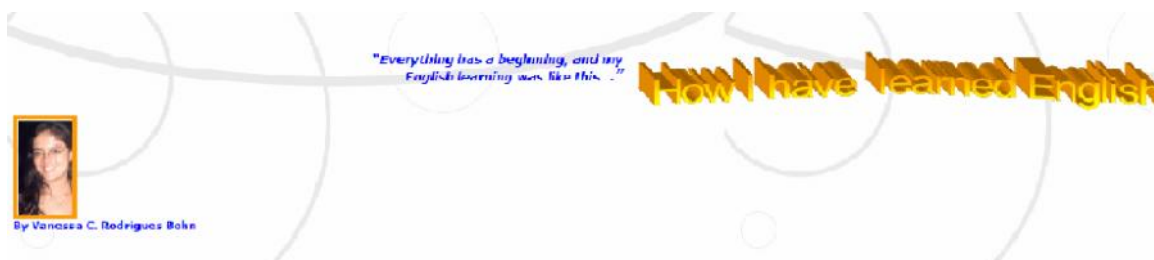 "Everything has a beginning, and my
English learning was like this..."
How I have learned English
By Vanessa C. Rodrigues Bohn